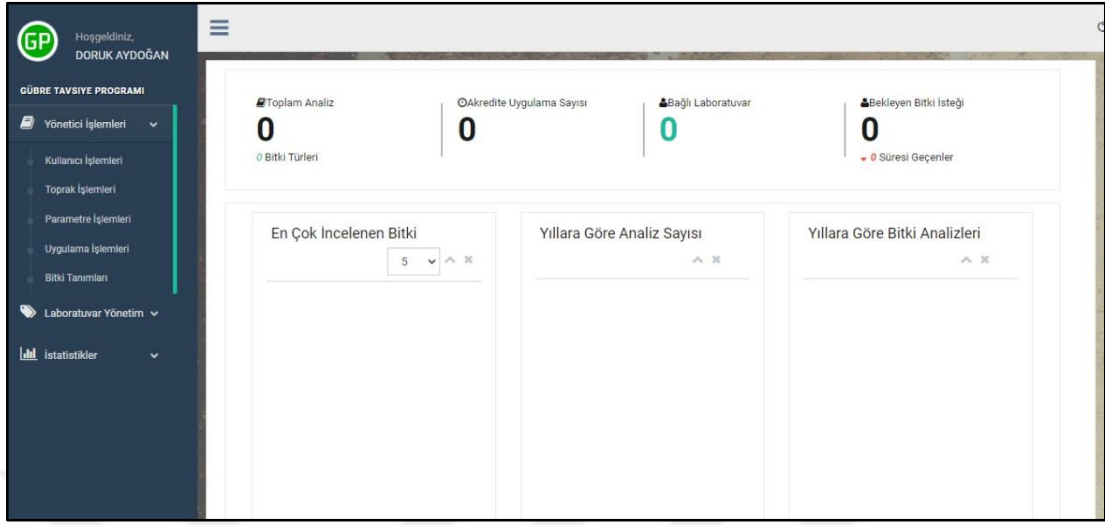 GP
Hoşgeldiniz,
DORUK AYDOĞAN
GÜBRE TAVSIYE PROGRAMI
Yönetici İşlemleri
Kullanıcı İşlemleri
Toprak İşlemleri
Parametre İşlemleri
Uygulama İşlemleri
Bitki Tanımları
Laboratuvar Yönetim
İstatistikler
Toplam Analiz
0
0 Bitki Türleri
Akredite Uygulama Sayısı
0
Bağlı Laboratuvar
0
Bekleyen Bitki İsteği
0
0 Süresi Geçenler
En Çok İncelenen Bitki
5
Yıllara Göre Analiz Sayısı
Yıllara Göre Bitki Analizleri